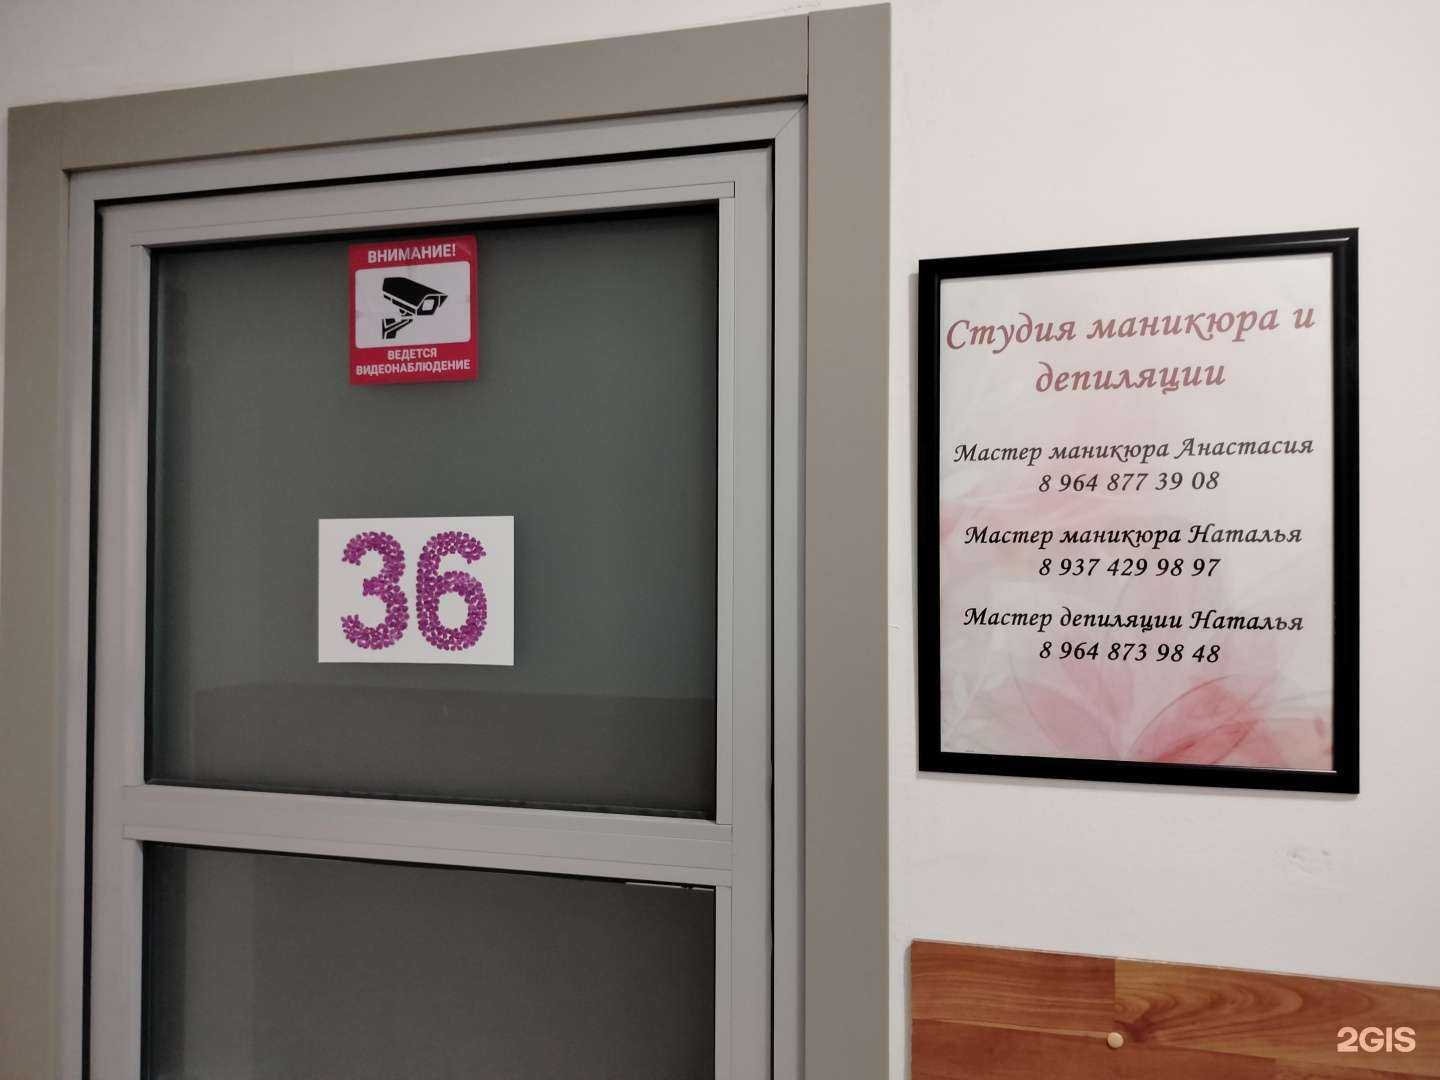 ВНИМАНИЕ!
ВЕДЕТСЯ
ВИДЕОНАБЛЮДЕНИЕ
36
Студия маникюра и
депиляции
Мастер маникюра Анастасия
8 964 877 39 08
Мастер маникюра Наталья
8 937 429 98 97
Мастер депиляции Наталья
8 964 873 98 48
2GIS